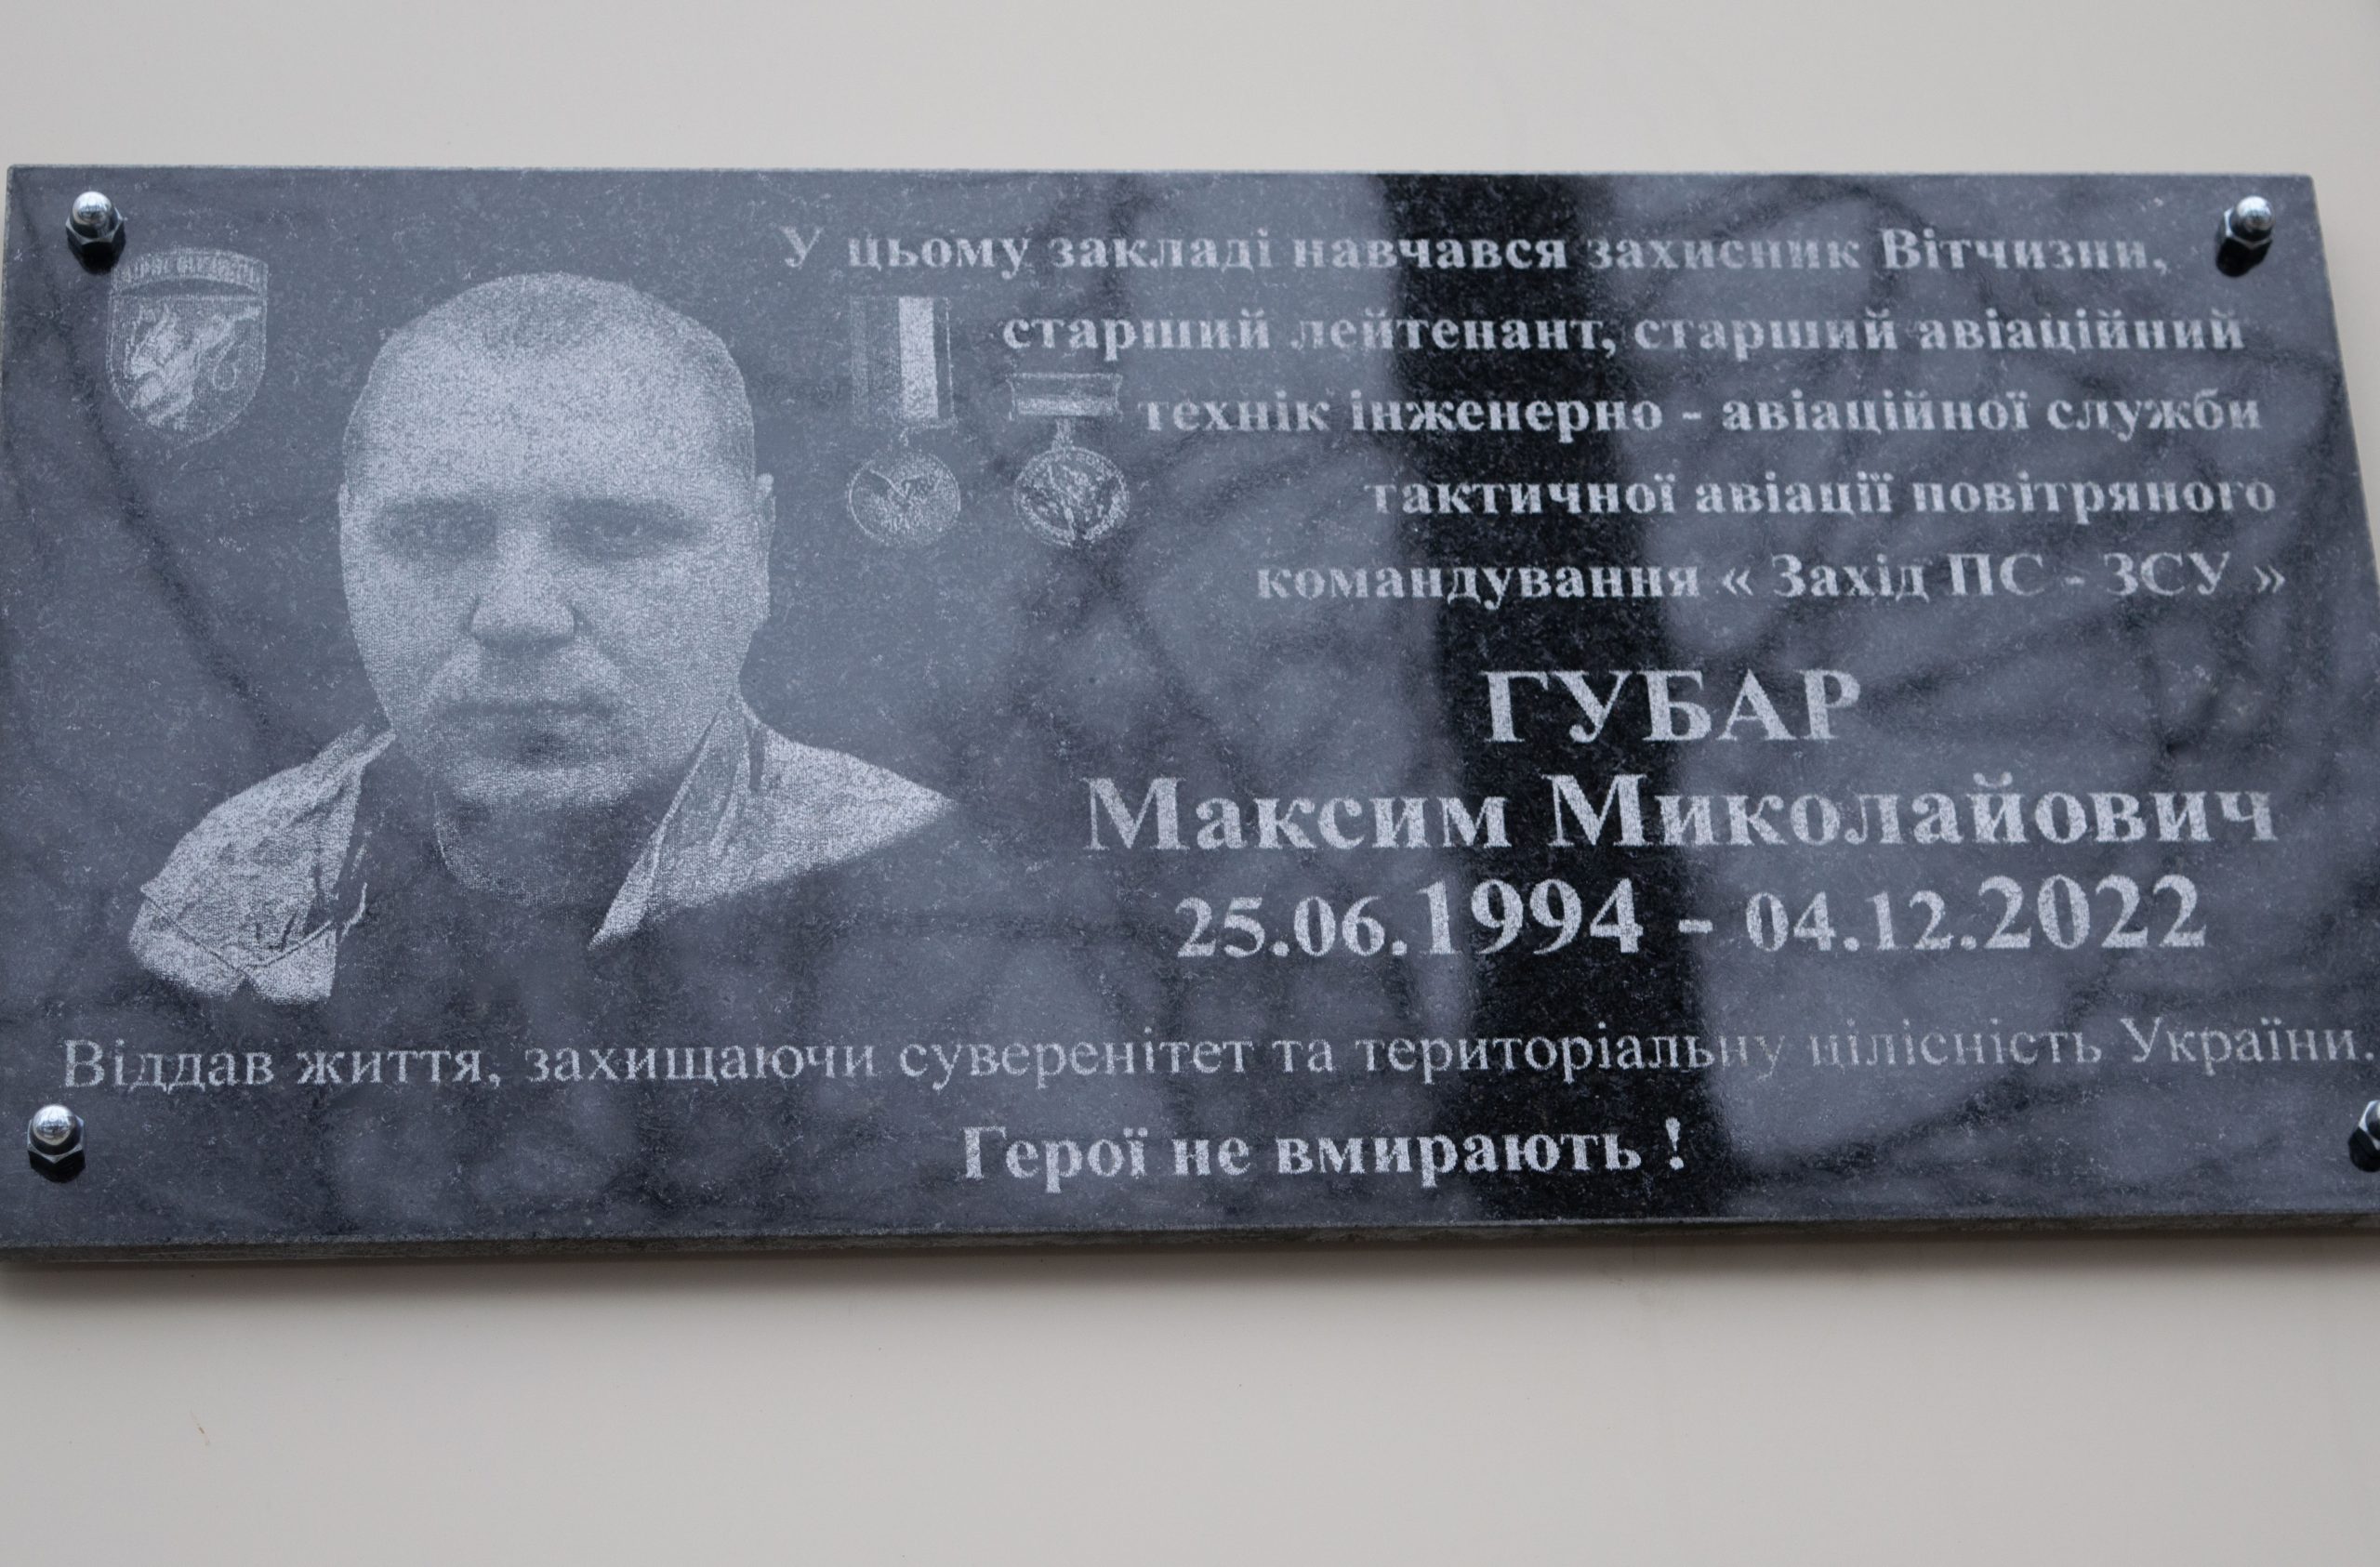 У цьому закладі навчався захисник Вітчизни,
старший лейтенант, старший авіаційний
технік інженерно - авіаційної служби
тактичної авіації повітряного
командування « Захід ПС - ЗСУ »
ГУБАР
Максим Миколайович
25.06.1994 - 04.12.2022
Віддав життя, захищаючи суверенітет та територіальну цілісність України.
Герої не вмирають !